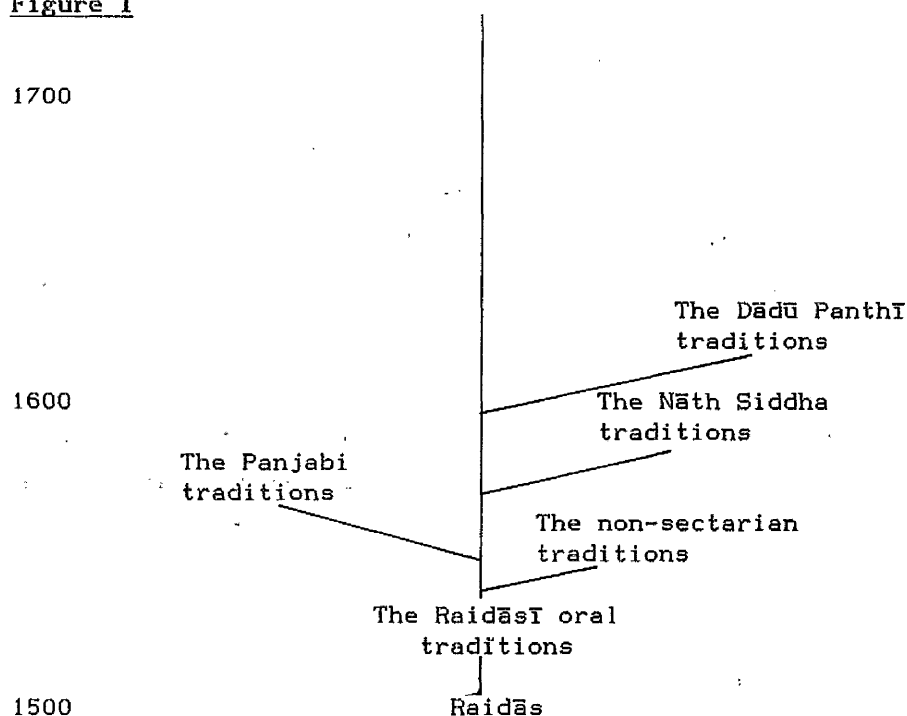 Figure 1
1700
The Dādū Panthī
traditions
1600
The Nāth Siddha
traditions
The Panjabi
traditions
The non-sectarian
traditions
The Raidāsī oral
traditions
1500
Raidās